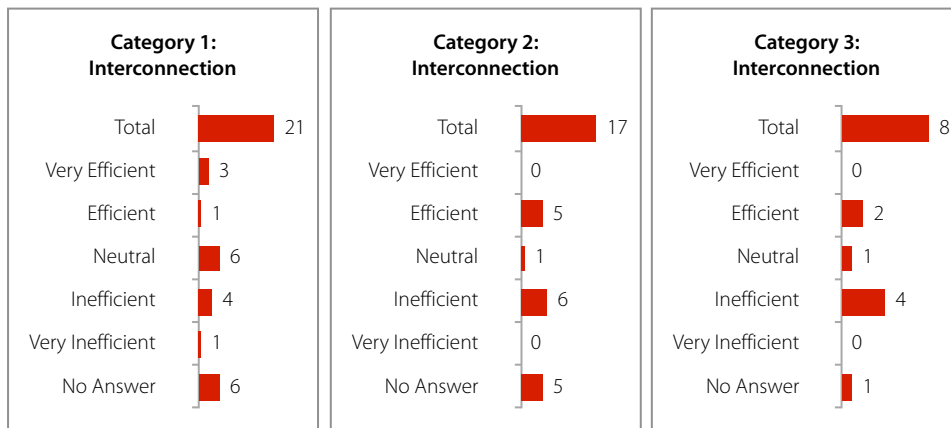 Category 1:
Interconnection
Total 21
Very Efficient 3
Efficient 1
Neutral 6
Inefficient 4
Very Inefficient 1
No Answer 6
Category 2:
Interconnection
Total 17
Very Efficient 0
Efficient 5
Neutral 1
Inefficient 6
Very Inefficient 0
No Answer 5
Category 3:
Interconnection
Total 8
Very Efficient 0
Efficient 2
Neutral 1
Inefficient 4
Very Inefficient 0
No Answer 1